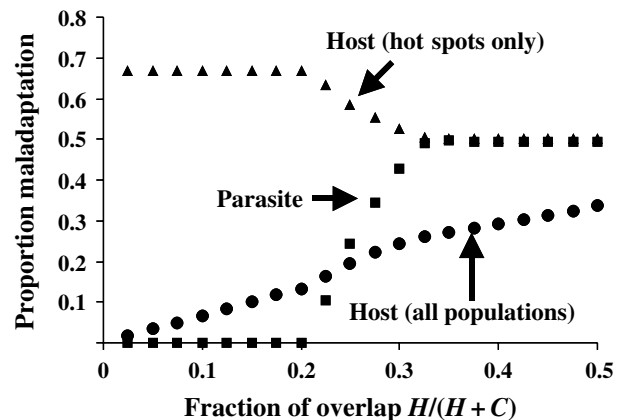 0.8
Host (hot spots only)
0.7
0.6
0.5
0.4
Parasite
0.3
0.2
0.1
Host (all populations)
Proportion maladaptation
0 0.1 0.2 0.3 0.4 0.5
Fraction of overlap H/(H + C)